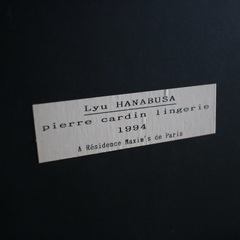 Lyu HANABUSA
pierre cardin lingerie
1994
A Résidence Maxim's de Paris